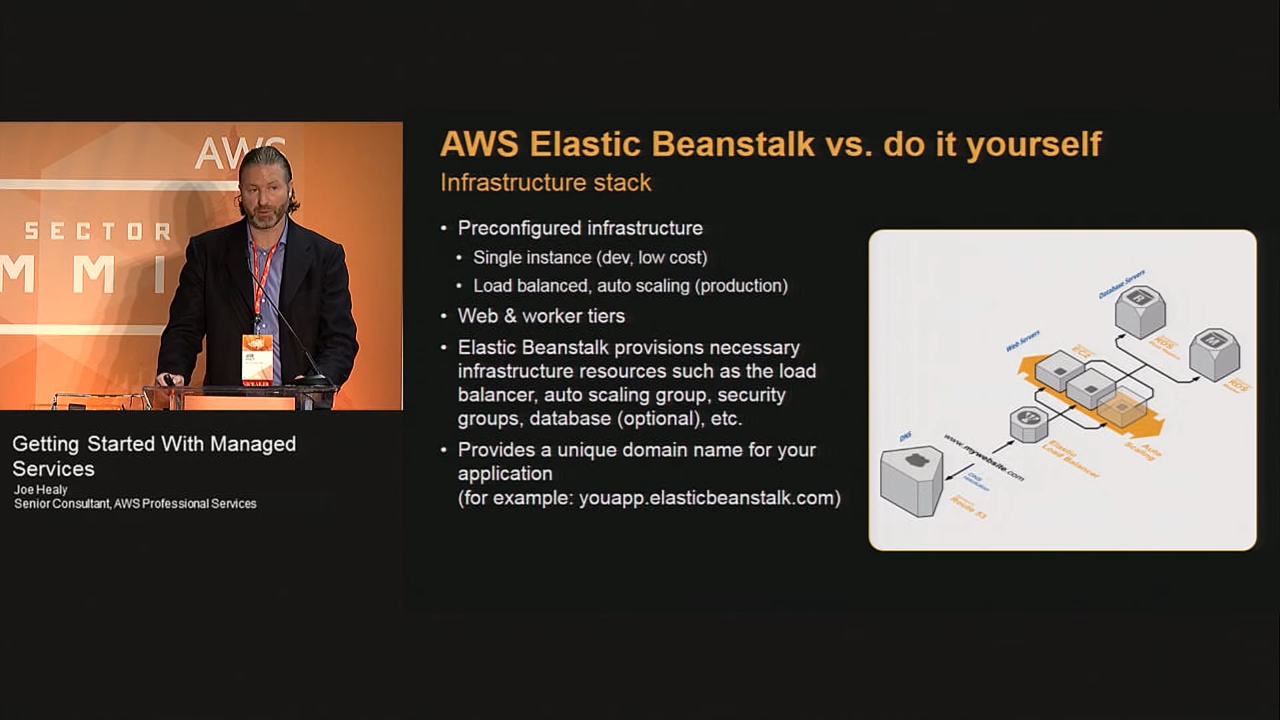 AWS
SECTOR
MMI
Getting Started With Managed
Services
Joe Healy
Senior Consultant, AWS Professional Services
AWS Elastic Beanstalk vs. do it yourself
Infrastructure stack
• Preconfigured infrastructure
• Single instance (dev, low cost)
• Load balanced, auto scaling (production)
• Web & worker tiers
• Elastic Beanstalk provisions necessary
infrastructure resources such as the load
balancer, auto scaling group, security
groups, database (optional), etc.
• Provides a unique domain name for your
application
(for example: youapp.elasticbeanstalk.com)
Database Servers
R
RDS
M
RDS
Web Servers
EC2
Auto
Scaling
Elastic
Load Balancer
www.mywebsite.com
DNS
DNS
Route 53